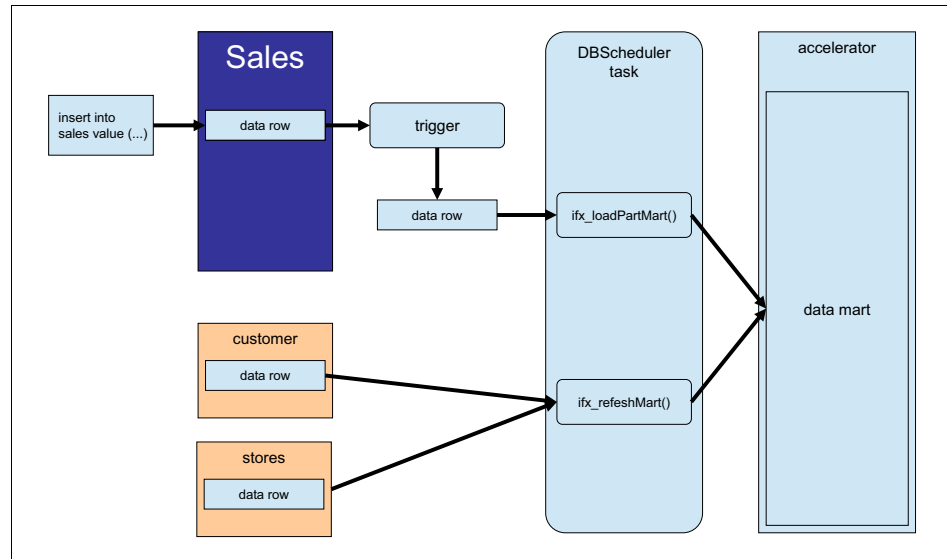 Sales
insert into
sales value (...)
data row
trigger
data row
DBScheduler
task
ifx_loadPartMart()
accelerator
data mart
customer
data row
ifx_refeshMart()
stores
data row